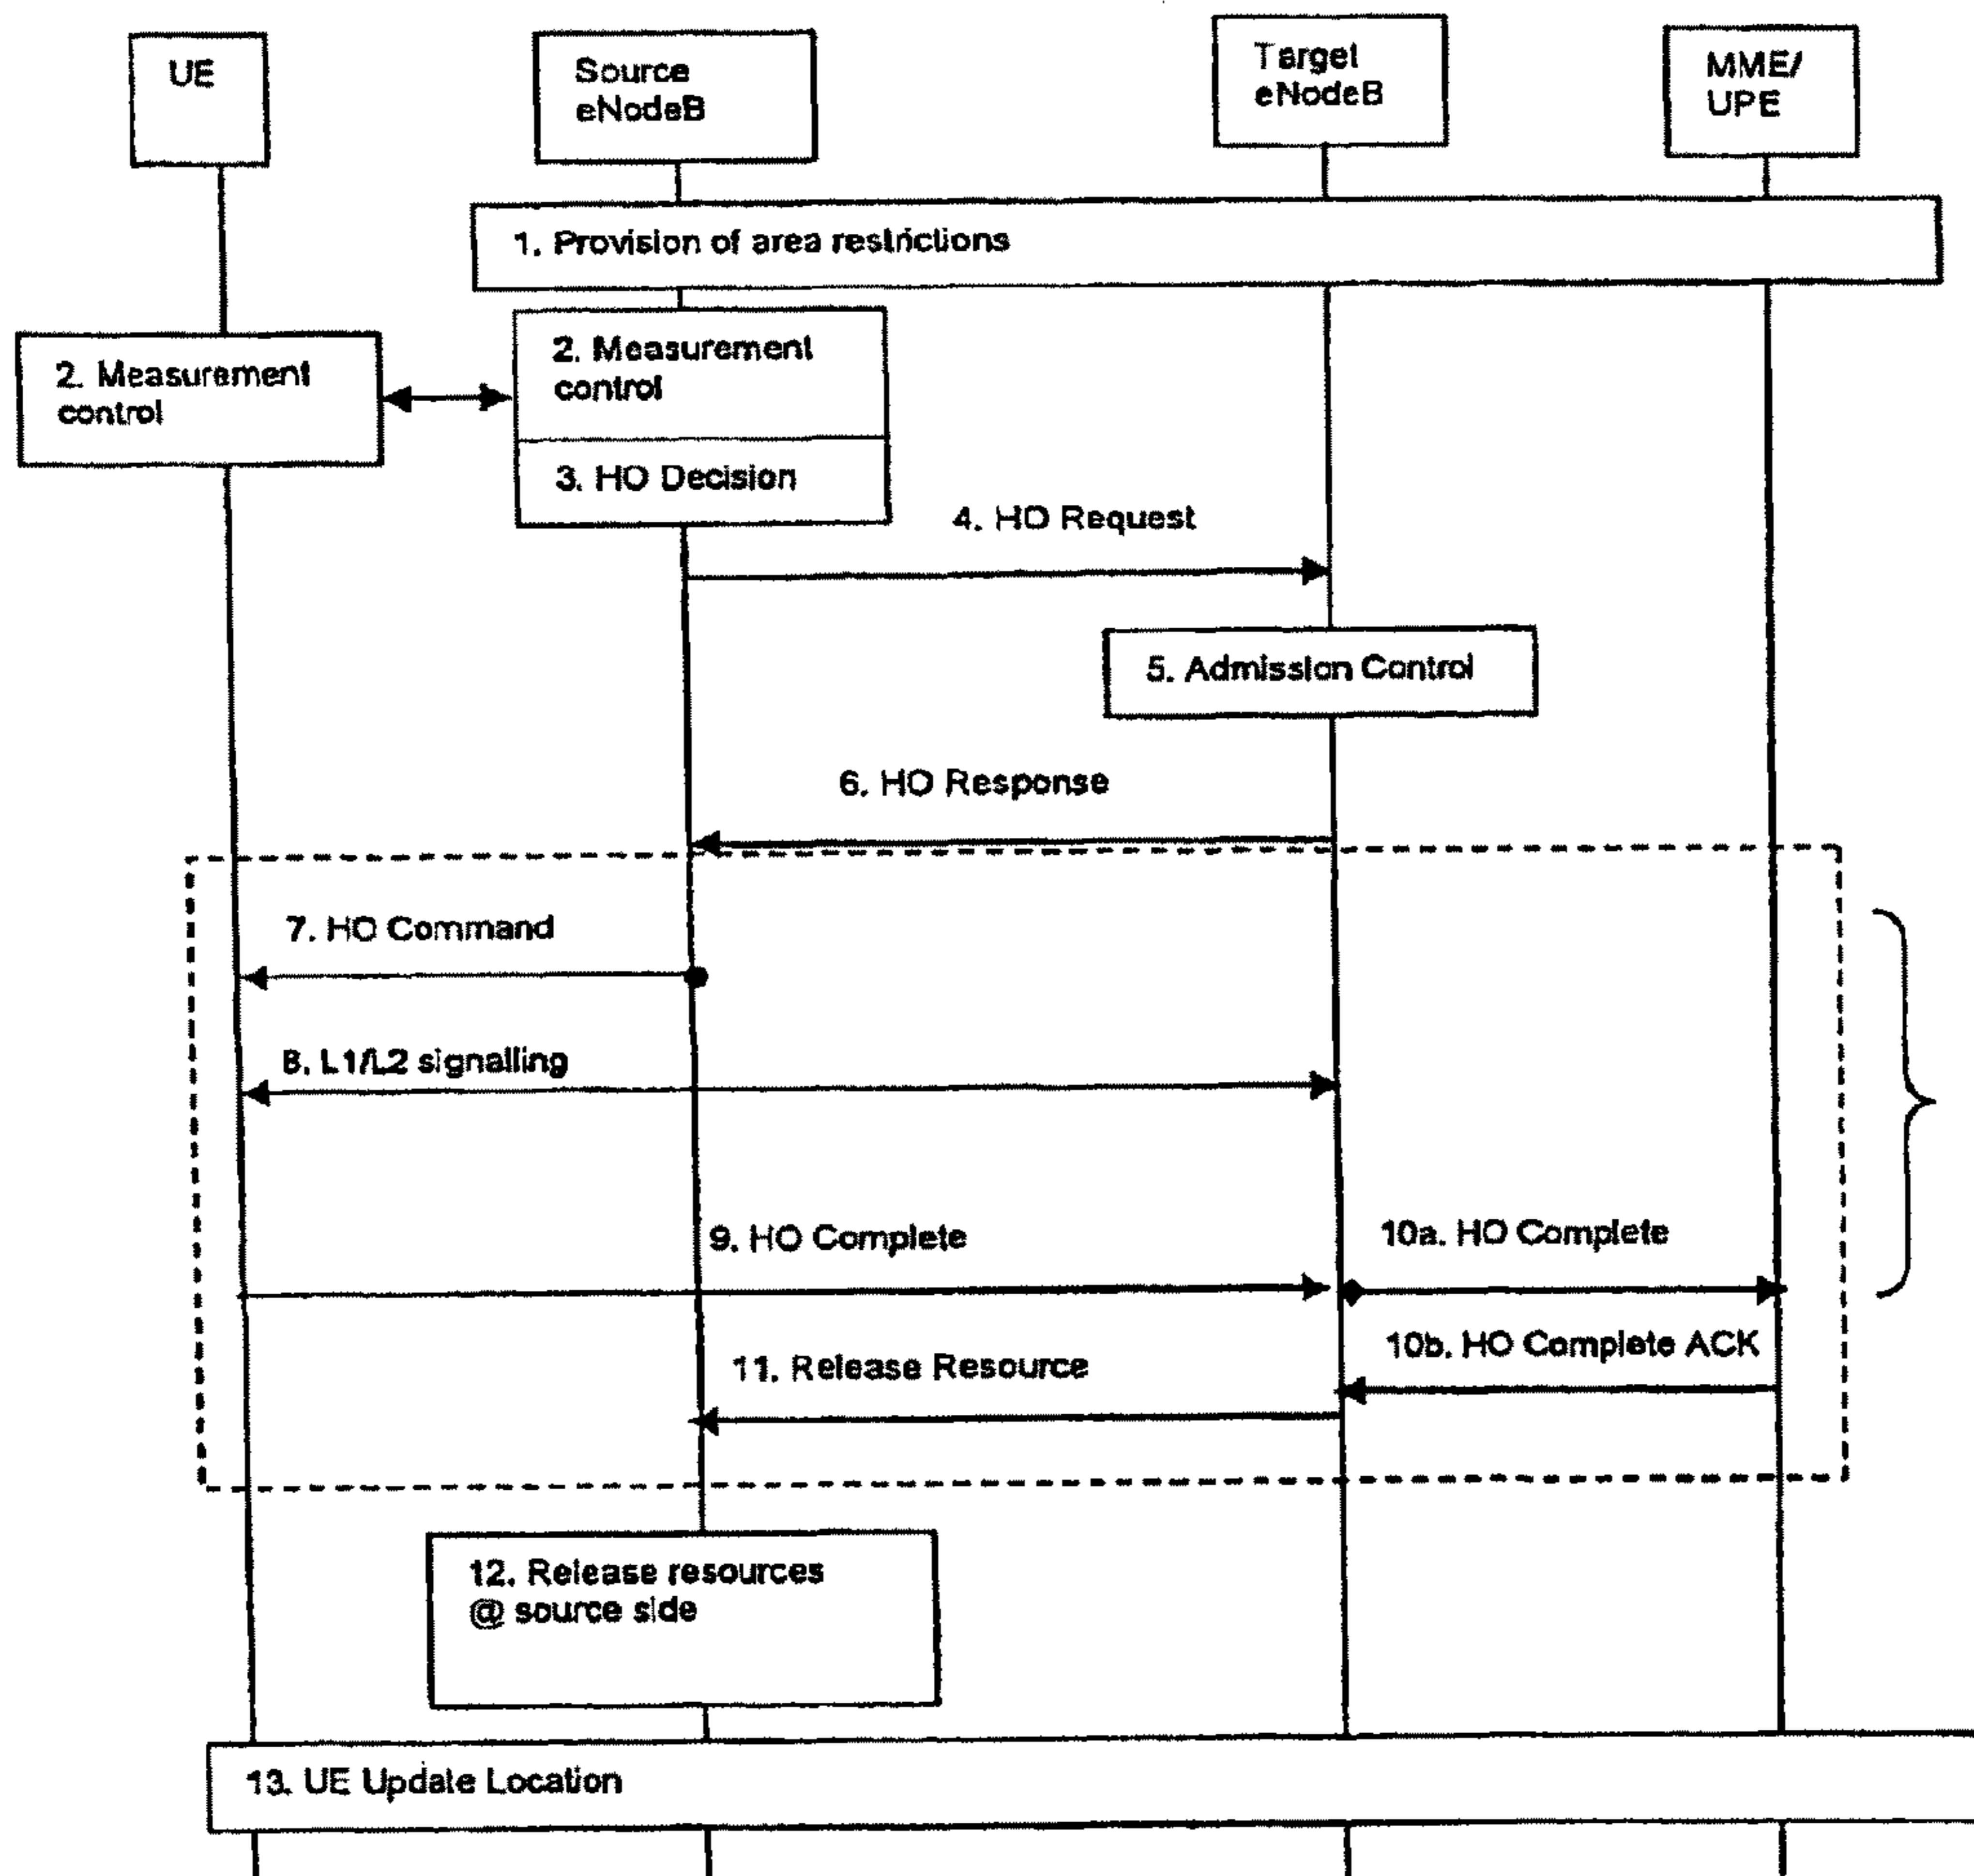 UE
Source
eNodeB
Target
eNodeB
MME/
UPE
1. Provision of area restrictions
2. Measurement
control
2. Measurement
control
3. HO Decision
4. HO Request
5. Admission Control
6. HO Response
7. HO Command
8. L1/L2 signalling
9. HO Complete
10a. HO Complete
10b. HO Complete ACK
11. Release Resource
12. Release resources
@ source side
13. UE Update Location